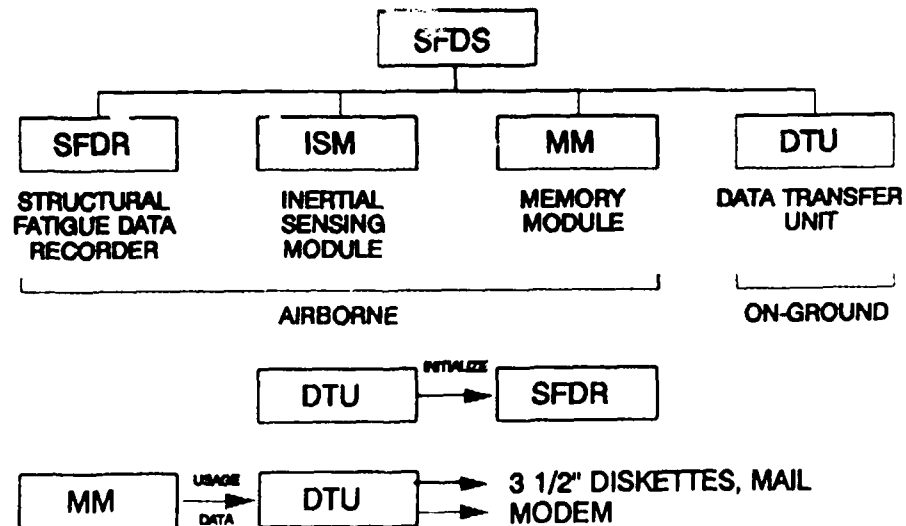 SFDS
SFDR
ISM
MM
DTU
STRUCTURAL
FATIGUE DATA
RECORDER
INERTIAL
SENSING
MODULE
MEMORY
MODULE
DATA TRANSFER
UNIT
AIRBORNE
ON-GROUND
DTU
INITIALIZE
SFDR
MM
USAGE
DATA
DTU
3 1/2" DISKETTES, MAIL
MODEM